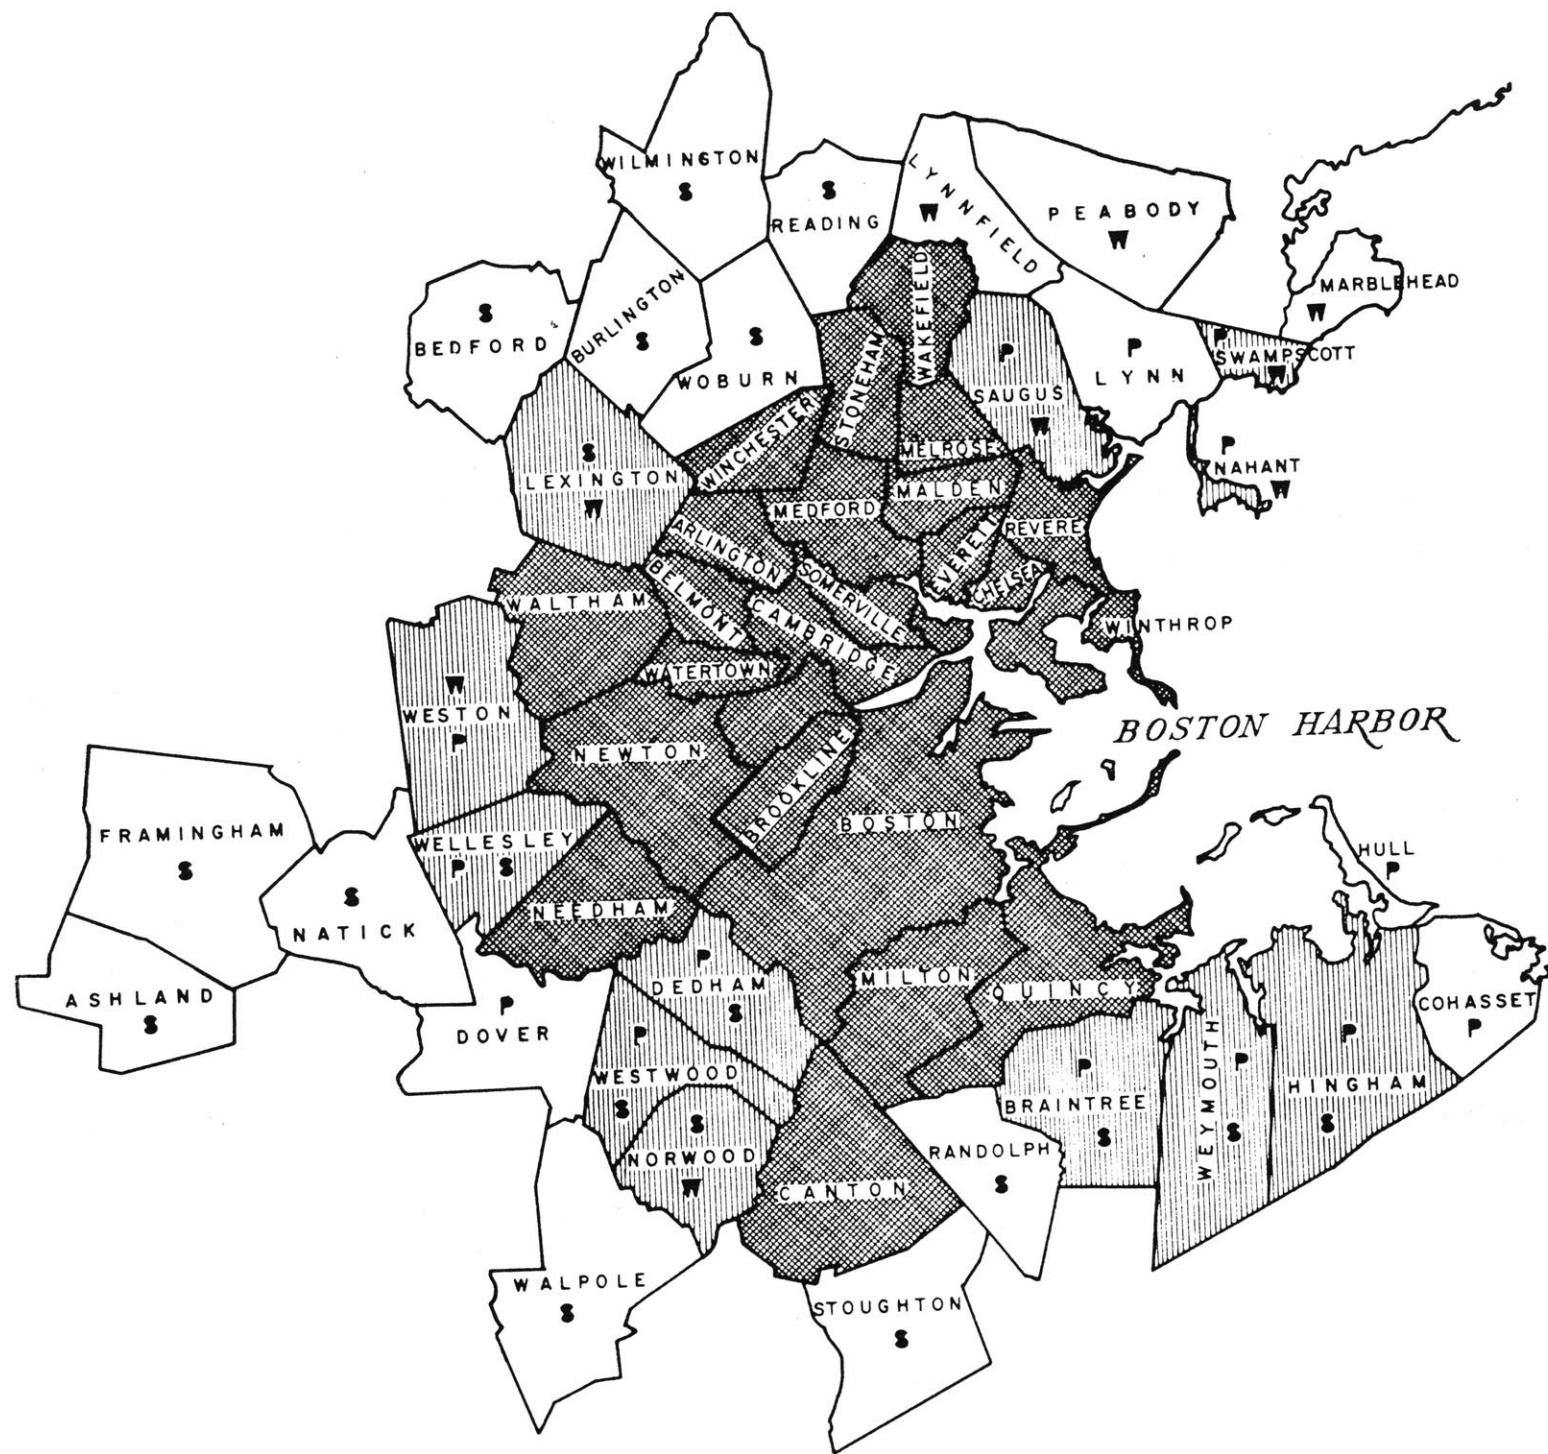 WILMINGTON
S
S
READING
LYNNFIELD
W
PEABODY
W
MARBLEHEAD
W
S
BEDFORD
S
BURLINGTON
S
S
WOBURN
WAKEFIELD
STONEHAM
P
SAUGUS
W
P
LYNN
P
SWAMPSCOTT
W
P
NAHANT
W
S
LEXINGTON
W
WINCHESTER
MELROSE
MALDEN
MEDFORD
REVERE
EVERETT
CHELSEA
ARLINGTON
BELMONT
SOMERVILLE
CAMBRIDGE
WALTHAM
WATERTOWN
WINTHROP
W
WESTON
P
NEWTON
BROOKLINE
BOSTON HARBOR
BOSTON
FRAMINGHAM
S
WELLESLEY
P S
S
NATICK
NEEDHAM
HULL
P
ASHLAND
S
P
DOVER
P
DEDHAM
S
MILTON
QUINCY
COHASSET
P
P
WESTWOOD
S
P
BRAINTREE
S
P
WEYMOUTH
S
P
HINGHAM
S
S
NORWOOD
W
CANTON
RANDOLPH
S
WALPOLE
S
STOUGHTON
S